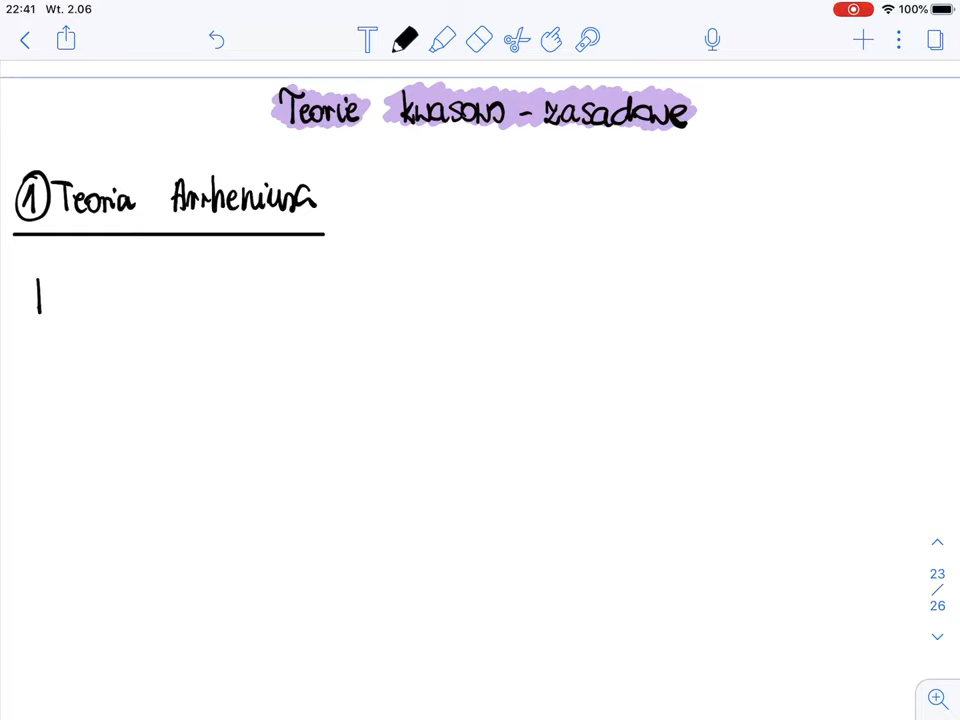 22:41 Wt. 2.06 100%
T
Teorie kwasowo - zasadowe
1 Teoria Arrheniusa
23
/
26